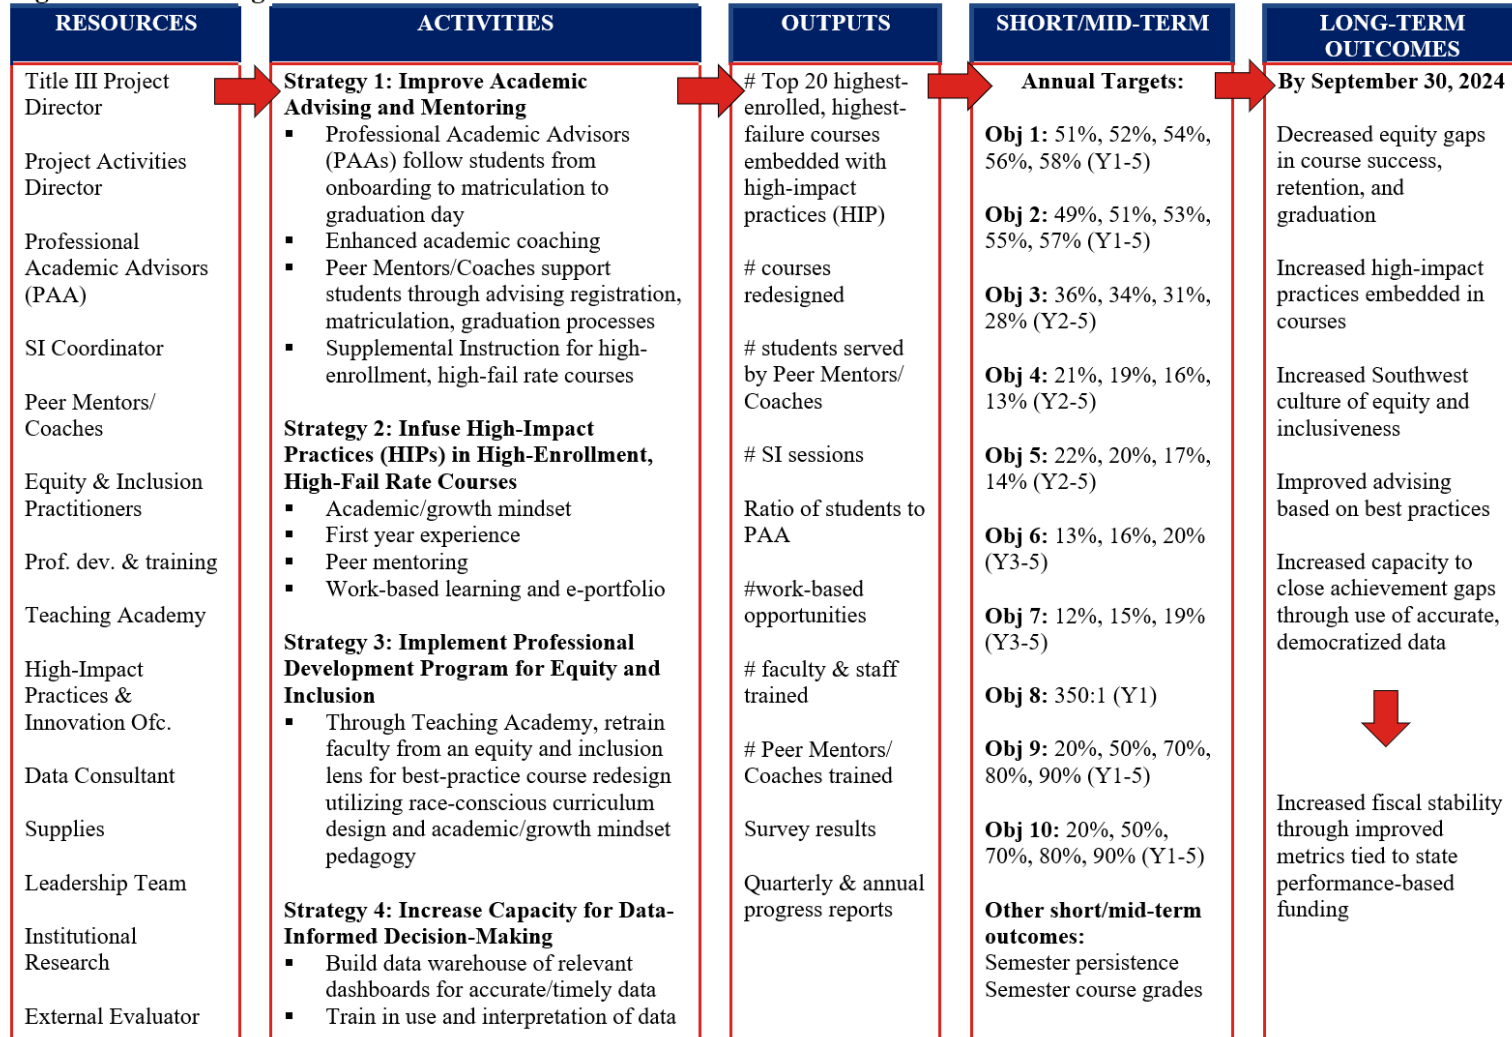 RESOURCES
Title III Project
Director
Project Activities
Director
Professional
Academic Advisors
(PAA)
SI Coordinator
Peer Mentors/
Coaches
Equity & Inclusion
Practitioners
Prof. dev. & training
Teaching Academy
High-Impact
Practices &
Innovation Ofc.
Data Consultant
Supplies
Leadership Team
Institutional
Research
External Evaluator
ACTIVITIES
Strategy 1: Improve Academic
Advising and Mentoring
▪ Professional Academic Advisors
(PAAs) follow students from
onboarding to matriculation to
graduation day
▪ Enhanced academic coaching
▪ Peer Mentors/Coaches support
students through advising registration,
matriculation, graduation processes
▪ Supplemental Instruction for high-
enrollment, high-fail rate courses
Strategy 2: Infuse High-Impact
Practices (HIPs) in High-Enrollment,
High-Fail Rate Courses
▪ Academic/growth mindset
▪ First year experience
▪ Peer mentoring
▪ Work-based learning and e-portfolio
Strategy 3: Implement Professional
Development Program for Equity and
Inclusion
▪ Through Teaching Academy, retrain
faculty from an equity and inclusion
lens for best-practice course redesign
utilizing race-conscious curriculum
design and academic/growth mindset
pedagogy
Strategy 4: Increase Capacity for Data-
Informed Decision-Making
▪ Build data warehouse of relevant
dashboards for accurate/timely data
▪ Train in use and interpretation of data
OUTPUTS
# Top 20 highest-
enrolled, highest-
failure courses
embedded with
high-impact
practices (HIP)
# courses
redesigned
# students served
by Peer Mentors/
Coaches
# SI sessions
Ratio of students to
PAA
#work-based
opportunities
# faculty & staff
trained
# Peer Mentors/
Coaches trained
Survey results
Quarterly & annual
progress reports
SHORT/MID-TERM
Annual Targets:
Obj 1: 51%, 52%, 54%,
56%, 58% (Y1-5)
Obj 2: 49%, 51%, 53%,
55%, 57% (Y1-5)
Obj 3: 36%, 34%, 31%,
28% (Y2-5)
Obj 4: 21%, 19%, 16%,
13% (Y2-5)
Obj 5: 22%, 20%, 17%,
14% (Y2-5)
Obj 6: 13%, 16%, 20%
(Y3-5)
Obj 7: 12%, 15%, 19%
(Y3-5)
Obj 8: 350:1 (Y1)
Obj 9: 20%, 50%, 70%,
80%, 90% (Y1-5)
Obj 10: 20%, 50%,
70%, 80%, 90% (Y1-5)
Other short/mid-term
outcomes:
Semester persistence
Semester course grades
LONG-TERM
OUTCOMES
By September 30, 2024
Decreased equity gaps
in course success,
retention, and
graduation
Increased high-impact
practices embedded in
courses
Increased Southwest
culture of equity and
inclusiveness
Improved advising
based on best practices
Increased capacity to
close achievement gaps
through use of accurate,
democratized data
Increased fiscal stability
through improved
metrics tied to state
performance-based
funding